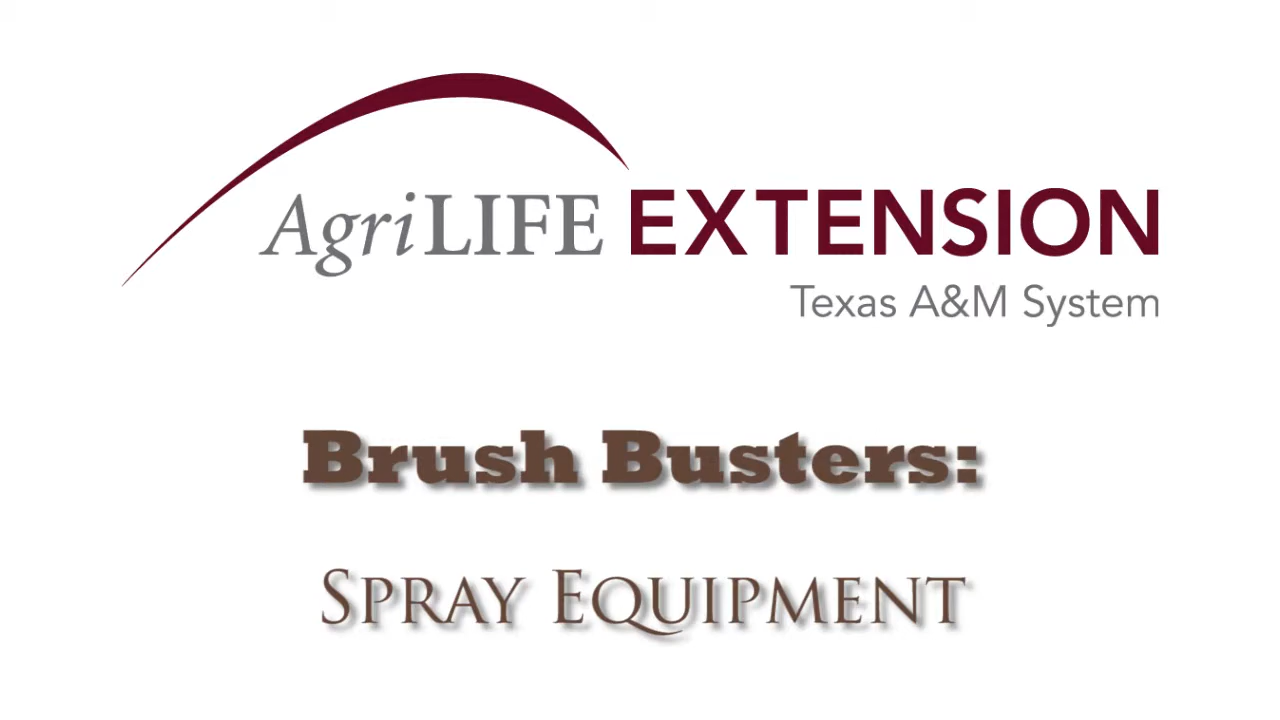 AgriLIFE EXTENSION
Texas A&M System
Brush Busters:
SPRAY EQUIPMENT